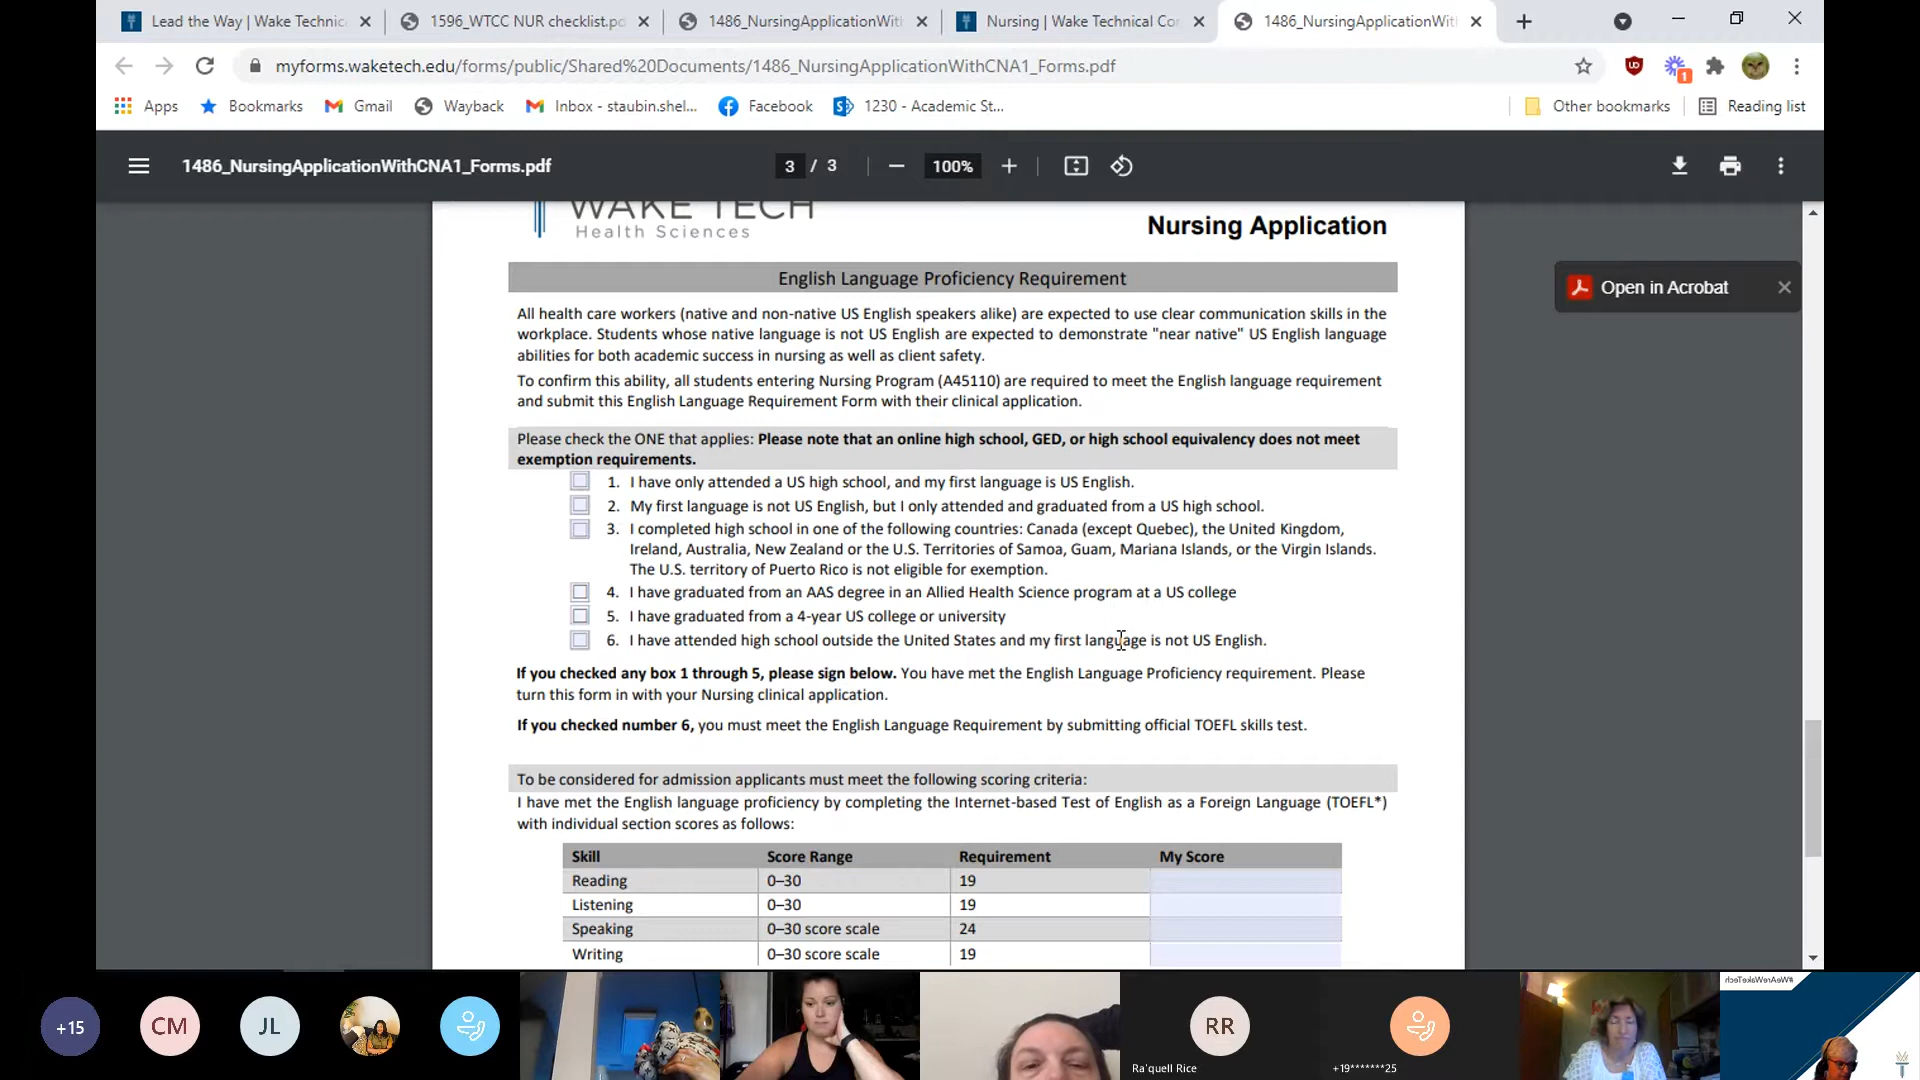 Lead the Way | Wake Technic
1596_WTCC NUR checklist.pd
1486_NursingApplicationWit
Nursing | Wake Technical Co
1486_NursingApplicationWit
myforms.waketech.edu/forms/public/Shared%20Documents/1486_NursingApplicationWithCNA1_Forms.pdf
1
Apps
Bookmarks
Gmail
Wayback
Inbox - staubin.shel...
Facebook
1230 - Academic St...
Other bookmarks
Reading list
1486_NursingApplicationWithCNA1_Forms.pdf
3 / 3
100%
WAKE TECH
Health Sciences
Nursing Application
Open in Acrobat
English Language Proficiency Requirement
All health care workers (native and non-native US English speakers alike) are expected to use clear communication skills in the
workplace. Students whose native language is not US English are expected to demonstrate "near native" US English language
abilities for both academic success in nursing as well as client safety.
To confirm this ability, all students entering Nursing Program (A45110) are required to meet the English language requirement
and submit this English Language Requirement Form with their clinical application.
Please check the ONE that applies: Please note that an online high school, GED, or high school equivalency does not meet
exemption requirements.
1. I have only attended a US high school, and my first language is US English.
2. My first language is not US English, but I only attended and graduated from a US high school.
3. I completed high school in one of the following countries: Canada (except Quebec), the United Kingdom,
Ireland, Australia, New Zealand or the U.S. Territories of Samoa, Guam, Mariana Islands, or the Virgin Islands.
The U.S. territory of Puerto Rico is not eligible for exemption.
4. I have graduated from an AAS degree in an Allied Health Science program at a US college
5. I have graduated from a 4-year US college or university
6. I have attended high school outside the United States and my first language is not US English.
If you checked any box 1 through 5, please sign below. You have met the English Language Proficiency requirement. Please
turn this form in with your Nursing clinical application.
If you checked number 6, you must meet the English Language Requirement by submitting official TOEFL skills test.
To be considered for admission applicants must meet the following scoring criteria:
I have met the English language proficiency by completing the Internet-based Test of English as a Foreign Language (TOEFL*)
with individual section scores as follows:
Skill Score Range Requirement My Score
Reading 0–30 19
Listening 0–30 19
Speaking 0–30 score scale 24
Writing 0–30 score scale 19
+15
CM
JL
RR
Ra'quell Rice
+19*******25
#WeAreWakeTech